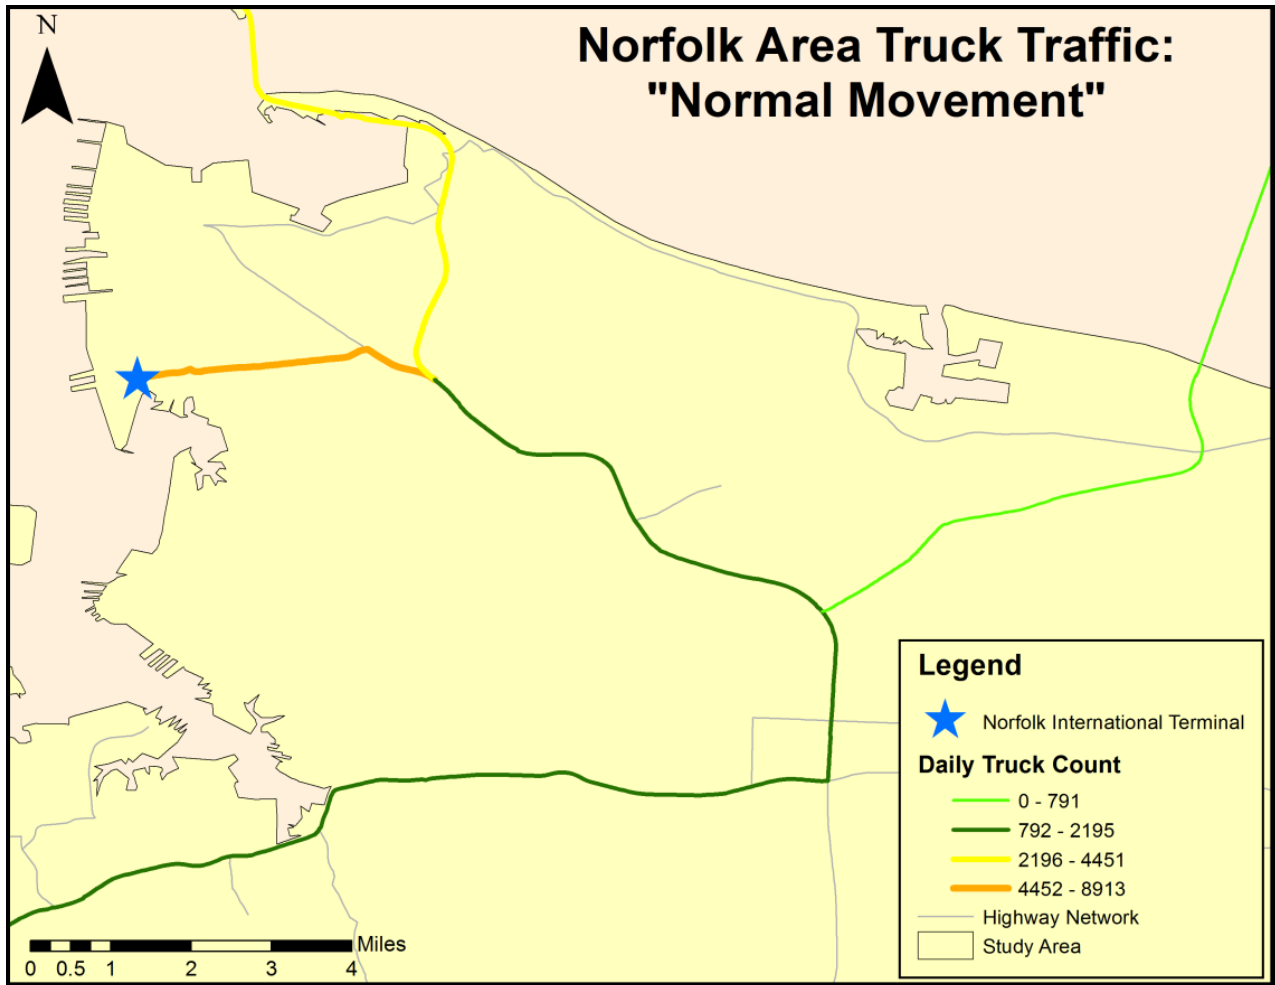 N
Norfolk Area Truck Traffic:
"Normal Movement"
Legend
Norfolk International Terminal
Daily Truck Count
0 - 791
792 - 2195
2196 - 4451
4452 - 8913
Highway Network
Study Area
Miles
0 0.5 1 2 3 4